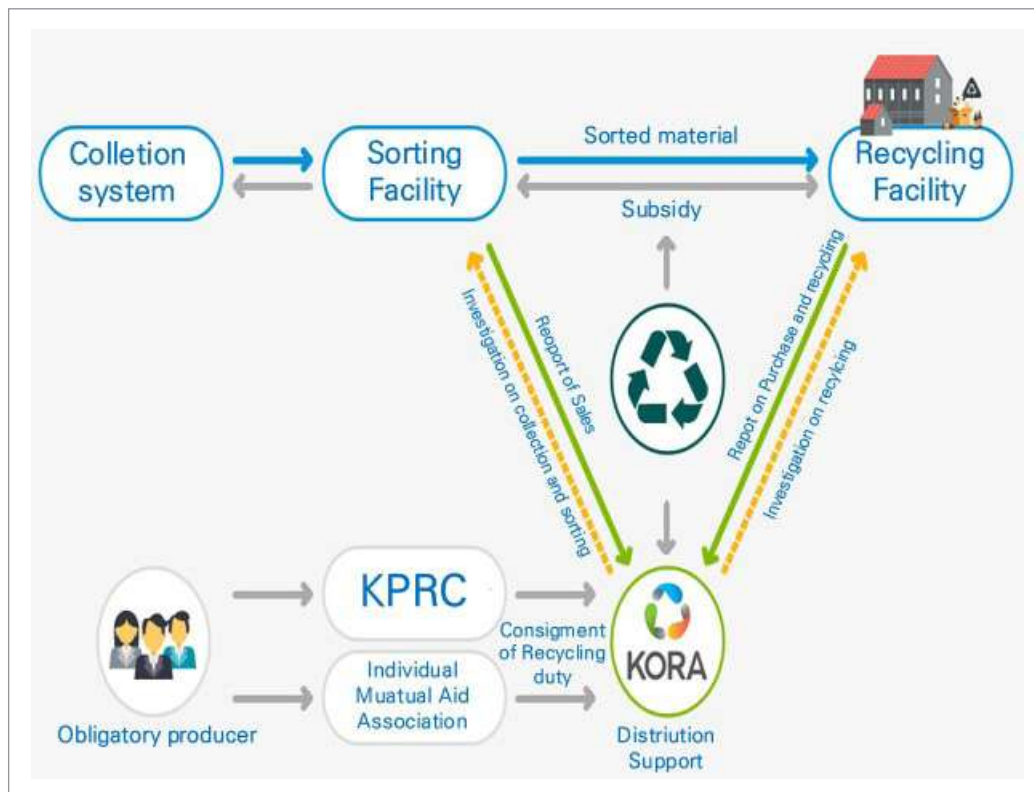 Colletion
system
Sorting
Facility
Sorted material
Subsidy
Recycling
Facility
Investigation on collection and sorting
Reoport of Sales
Repot on Purchase and recycling
Investigation on recylcing
KPRC
Individual
Muatual Aid
Association
Obligatory producer
Consigment
of Recycling
duty
KORA
Distriution
Support